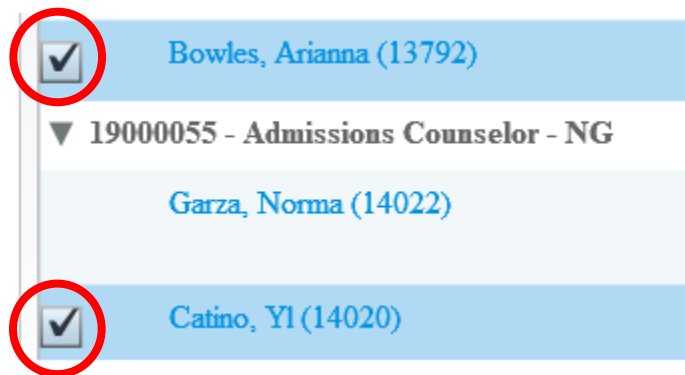 Bowles, Arianna (13792)
19000055 - Admissions Counselor - NG
Garza, Norma (14022)
Catino, Yl (14020)